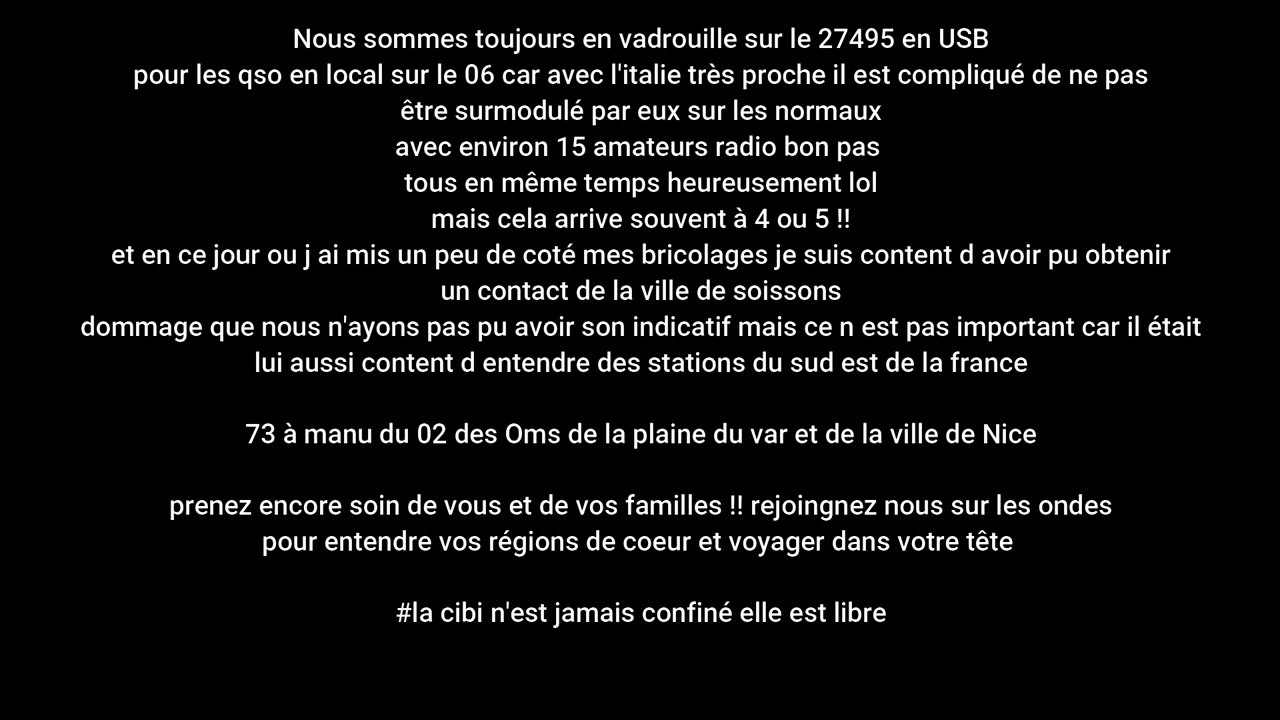 Nous sommes toujours en vadrouille sur le 27495 en USB
pour les qso en local sur le 06 car avec l'italie très proche il est compliqué de ne pas
être surmodulé par eux sur les normaux
avec environ 15 amateurs radio bon pas
tous en même temps heureusement lol
mais cela arrive souvent à 4 ou 5 !!
et en ce jour ou j ai mis un peu de coté mes bricolages je suis content d avoir pu obtenir
un contact de la ville de soissons
dommage que nous n'ayons pas pu avoir son indicatif mais ce n est pas important car il était
lui aussi content d entendre des stations du sud est de la france
73 à manu du 02 des Oms de la plaine du var et de la ville de Nice
prenez encore soin de vous et de vos familles !! rejoingnez nous sur les ondes
pour entendre vos régions de coeur et voyager dans votre tête
#la cibi n'est jamais confiné elle est libre